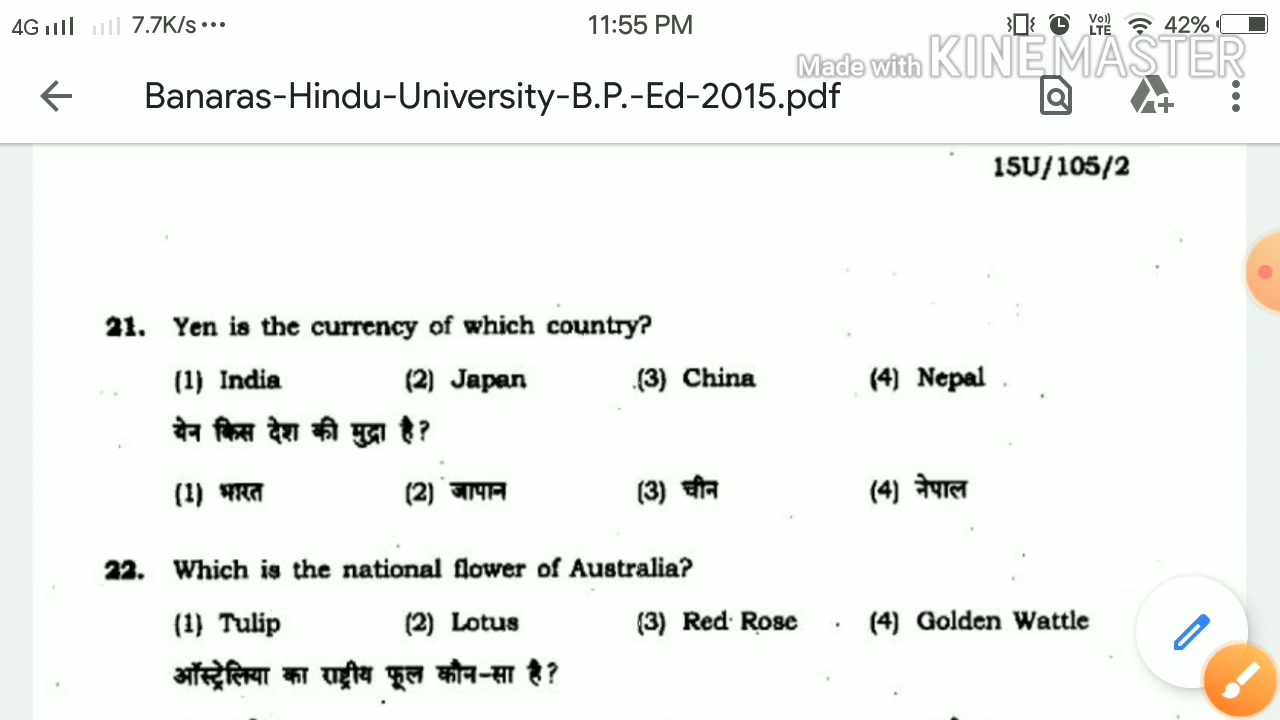 4G 7.7K/s ••• 11:55 PM Vo)) LTE 42%
Made with KINEMASTER
Banaras-Hindu-University-B.P.-Ed-2015.pdf
15U/105/2
21. Yen is the currency of which country?
(1) India (2) Japan (3) China (4) Nepal
येन किस देश की मुद्रा है?
(1) भारत (2) जापान (3) चीन (4) नेपाल
22. Which is the national flower of Australia?
(1) Tulip (2) Lotus (3) Red Rose (4) Golden Wattle
ऑस्ट्रेलिया का राष्ट्रीय फूल कौन-सा है?